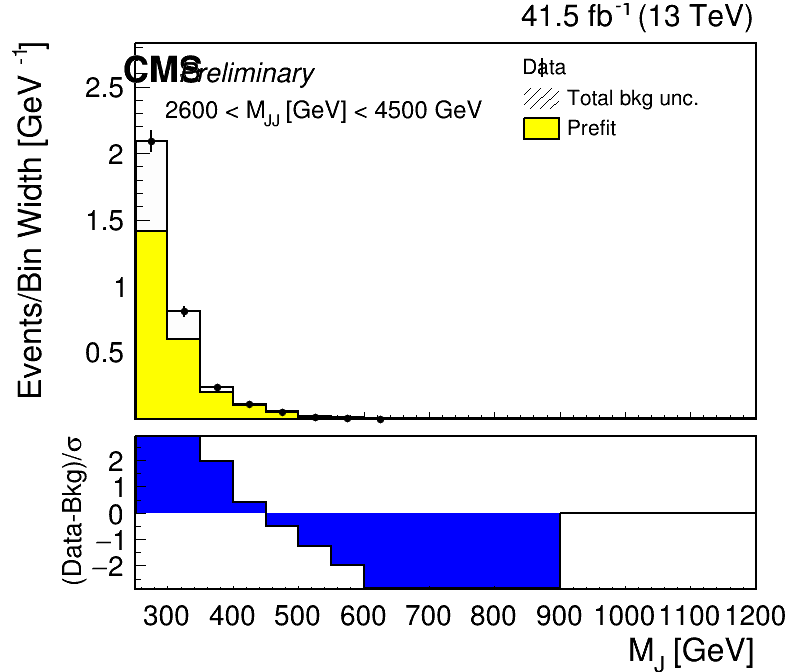 41.5 fb⁻¹ (13 TeV)
CMS Preliminary
2600 < M_JJ [GeV] < 4500 GeV
Data
Total bkg unc.
Prefit
Events/Bin Width [GeV⁻¹]
2.5
2
1.5
1
0.5
(Data-Bkg)/σ
2
1
0
−1
−2
300 400 500 600 700 800 900 1000 1100 1200
M_J [GeV]